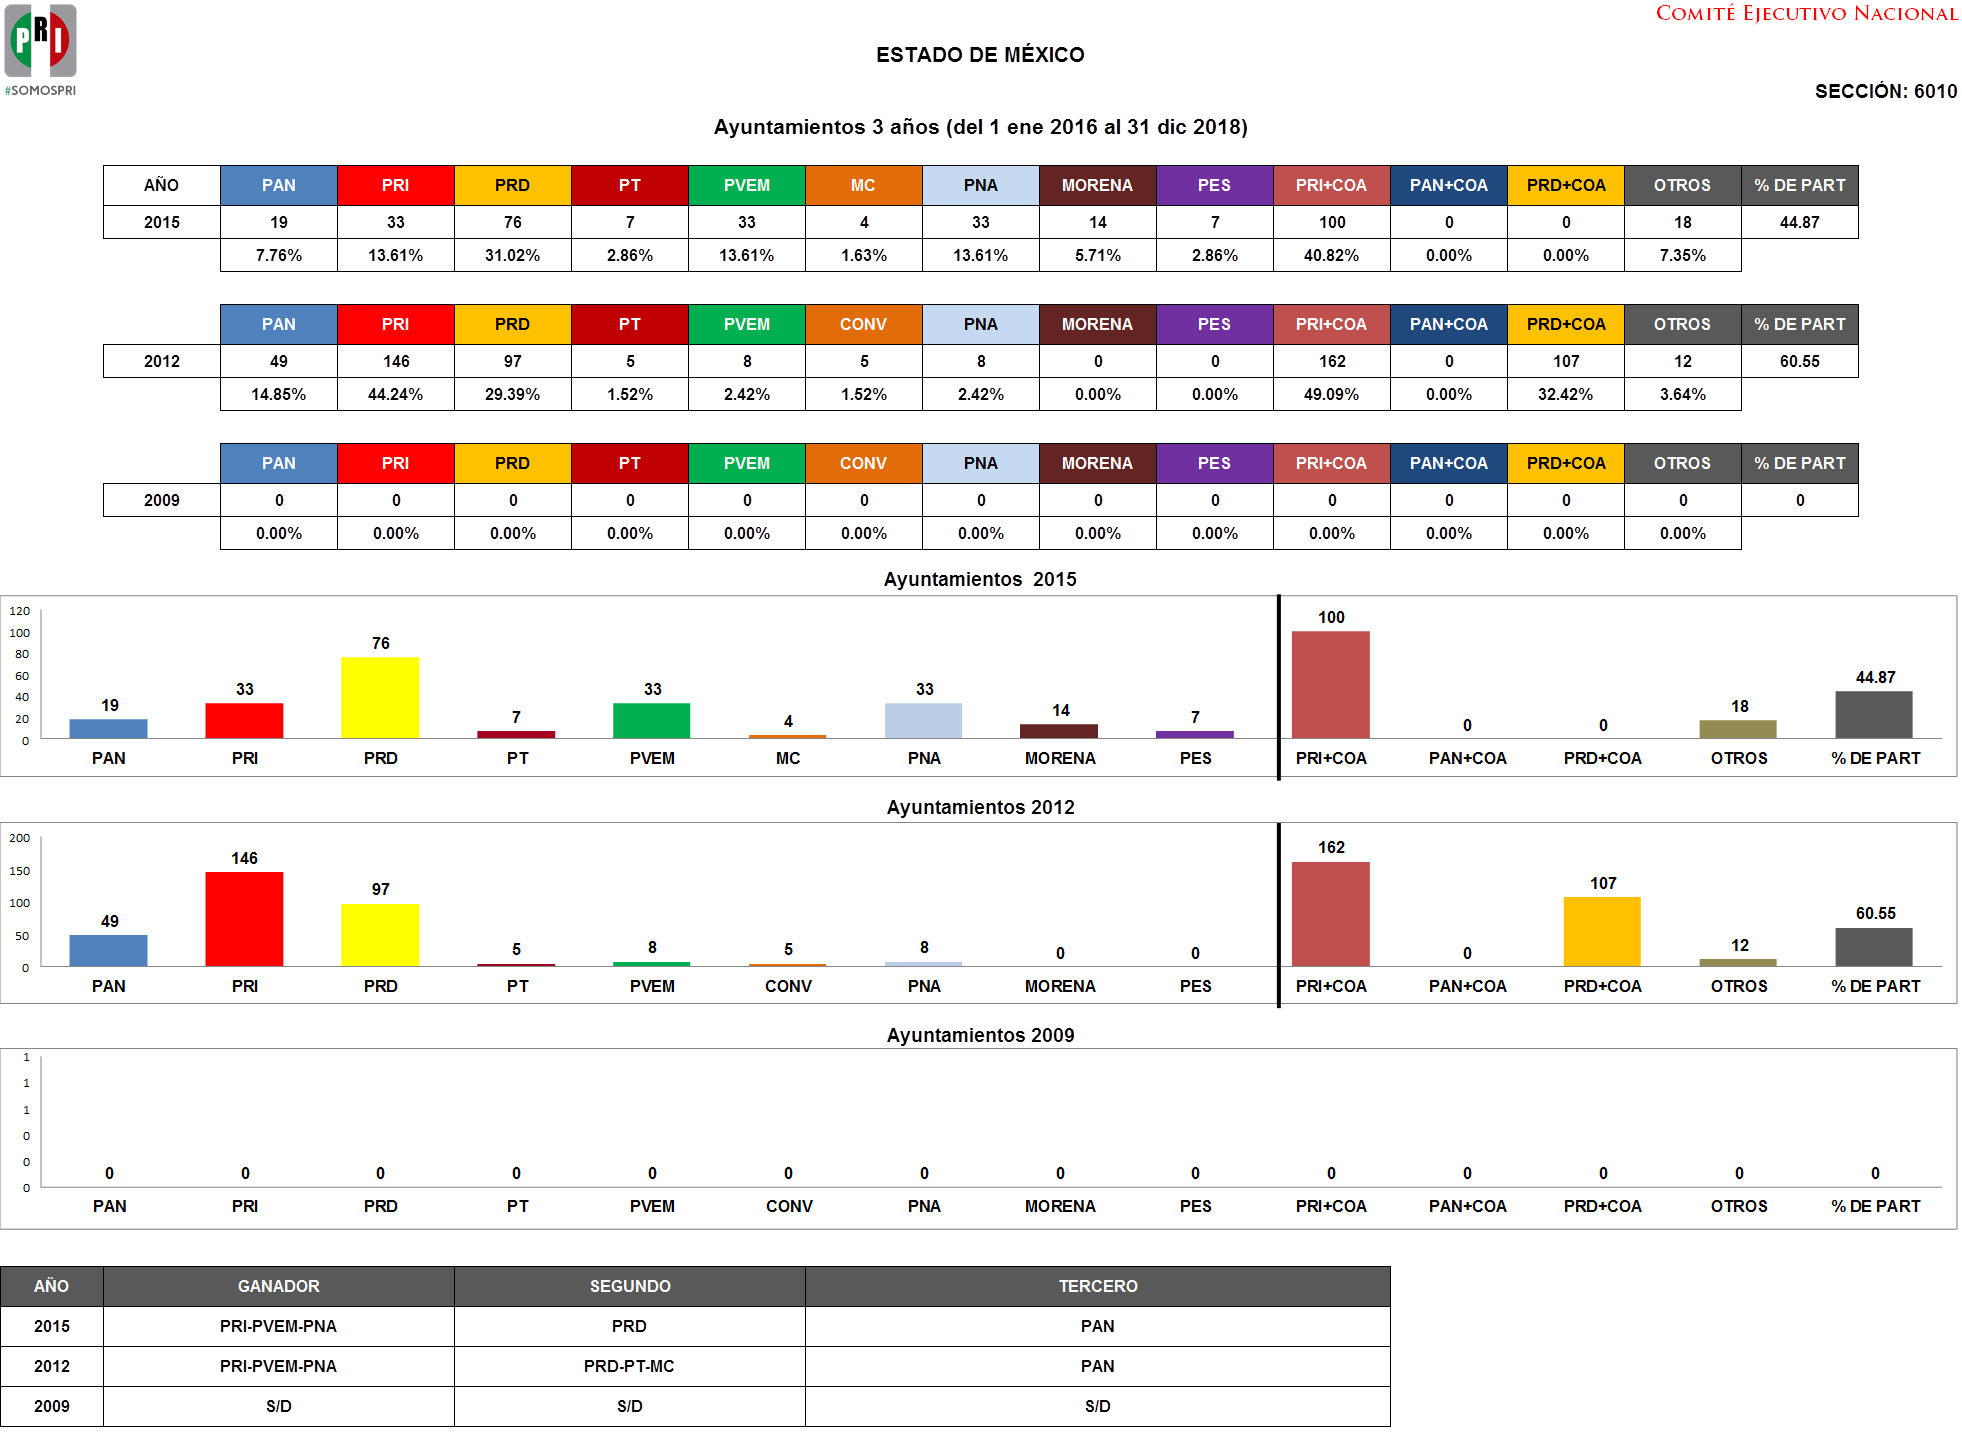 PRI
#SOMOSPRI
COMITÉ EJECUTIVO NACIONAL
ESTADO DE MÉXICO
SECCIÓN: 6010
Ayuntamientos 3 años (del 1 ene 2016 al 31 dic 2018)
AÑO PAN PRI PRD PT PVEM MC PNA MORENA PES PRI+COA PAN+COA PRD+COA OTROS % DE PART
2015 19 33 76 7 33 4 33 14 7 100 0 0 18 44.87
7.76% 13.61% 31.02% 2.86% 13.61% 1.63% 13.61% 5.71% 2.86% 40.82% 0.00% 0.00% 7.35%
PAN PRI PRD PT PVEM CONV PNA MORENA PES PRI+COA PAN+COA PRD+COA OTROS % DE PART
2012 49 146 97 5 8 5 8 0 0 162 0 107 12 60.55
14.85% 44.24% 29.39% 1.52% 2.42% 1.52% 2.42% 0.00% 0.00% 49.09% 0.00% 32.42% 3.64%
PAN PRI PRD PT PVEM CONV PNA MORENA PES PRI+COA PAN+COA PRD+COA OTROS % DE PART
2009 0 0 0 0 0 0 0 0 0 0 0 0 0 0
0.00% 0.00% 0.00% 0.00% 0.00% 0.00% 0.00% 0.00% 0.00% 0.00% 0.00% 0.00% 0.00%
Ayuntamientos 2015
120
100
80
60
40
20
0
19 33 76 7 33 4 33 14 7 100 0 0 18 44.87
PAN PRI PRD PT PVEM MC PNA MORENA PES PRI+COA PAN+COA PRD+COA OTROS % DE PART
Ayuntamientos 2012
200
150
100
50
0
49 146 97 5 8 5 8 0 0 162 0 107 12 60.55
PAN PRI PRD PT PVEM CONV PNA MORENA PES PRI+COA PAN+COA PRD+COA OTROS % DE PART
Ayuntamientos 2009
1
1
1
0
0
0
0 0 0 0 0 0 0 0 0 0 0 0 0 0
PAN PRI PRD PT PVEM CONV PNA MORENA PES PRI+COA PAN+COA PRD+COA OTROS % DE PART
AÑO GANADOR SEGUNDO TERCERO
2015 PRI-PVEM-PNA PRD PAN
2012 PRI-PVEM-PNA PRD-PT-MC PAN
2009 S/D S/D S/D